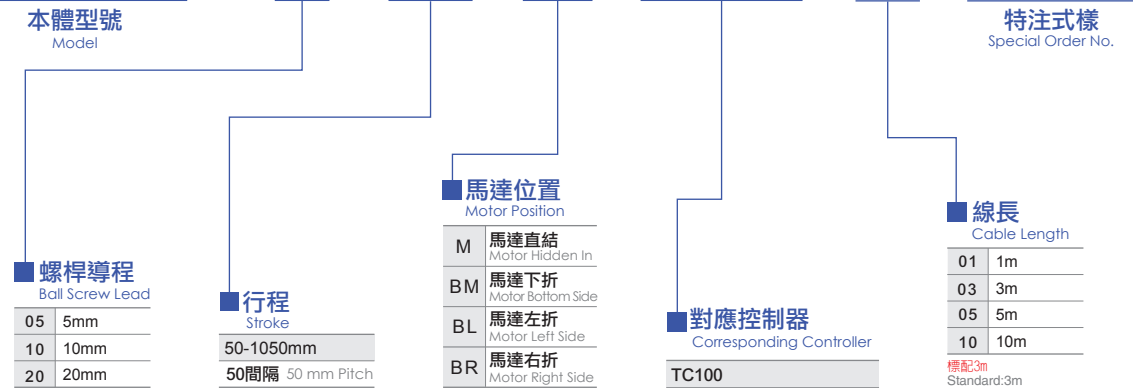 本體型號
Model
特注式樣
Special Order No.
馬達位置
Motor Position
M 馬達直結
Motor Hidden In
BM 馬達下折
Motor Bottom Side
BL 馬達左折
Motor Left Side
BR 馬達右折
Motor Right Side
線長
Cable Length
01 1m
03 3m
05 5m
10 10m
標配3m
Standard:3m
螺桿導程
Ball Screw Lead
05 5mm
10 10mm
20 20mm
行程
Stroke
50-1050mm
50間隔 50 mm Pitch
對應控制器
Corresponding Controller
TC100